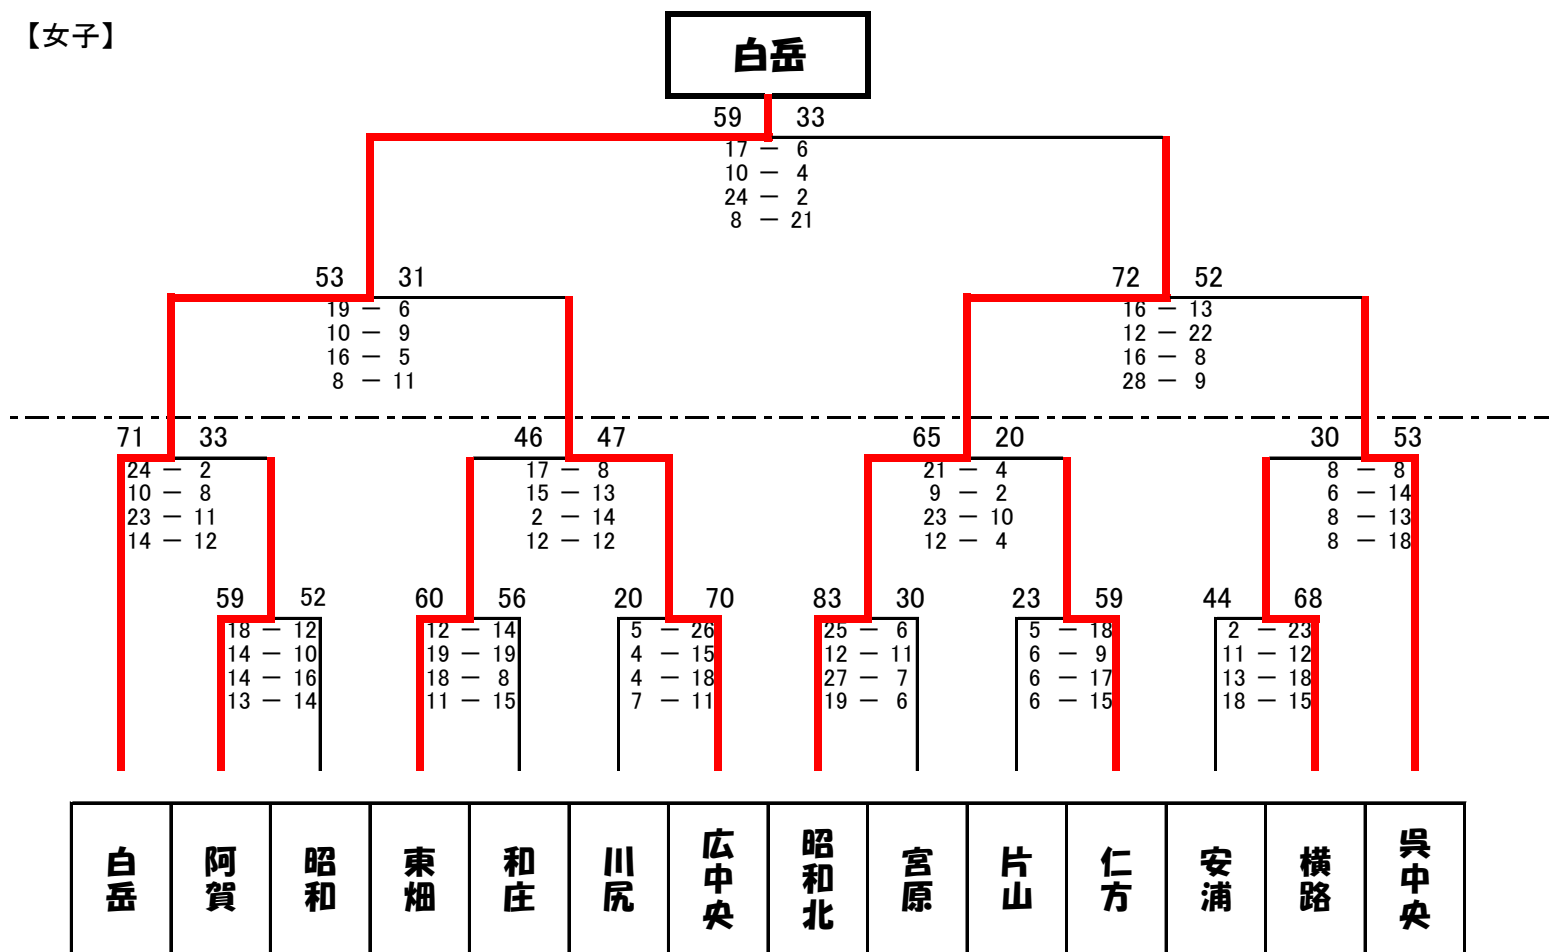 【女子】
白岳
59 33
17 － 6
10 － 4
24 － 2
8 － 21
53 31
19 － 6
10 － 9
16 － 5
8 － 11
72 52
16 － 13
12 － 22
16 － 8
28 － 9
71 33
24 － 2
10 － 8
23 － 11
14 － 12
46 47
17 － 8
15 － 13
2 － 14
12 － 12
65 20
21 － 4
9 － 2
23 － 10
12 － 4
30 53
8 － 8
6 － 14
8 － 13
8 － 18
59 52
18 － 12
14 － 10
14 － 16
13 － 14
60 56
12 － 14
19 － 19
18 － 8
11 － 15
20 70
5 － 26
4 － 15
4 － 18
7 － 11
83 30
25 － 6
12 － 11
27 － 7
19 － 6
23 59
5 － 18
6 － 9
6 － 17
6 － 15
44 68
2 － 23
11 － 12
13 － 18
18 － 15
白岳
阿賀
昭和
東畑
和庄
川尻
広中央
昭和北
宮原
片山
仁方
安浦
横路
呉中央